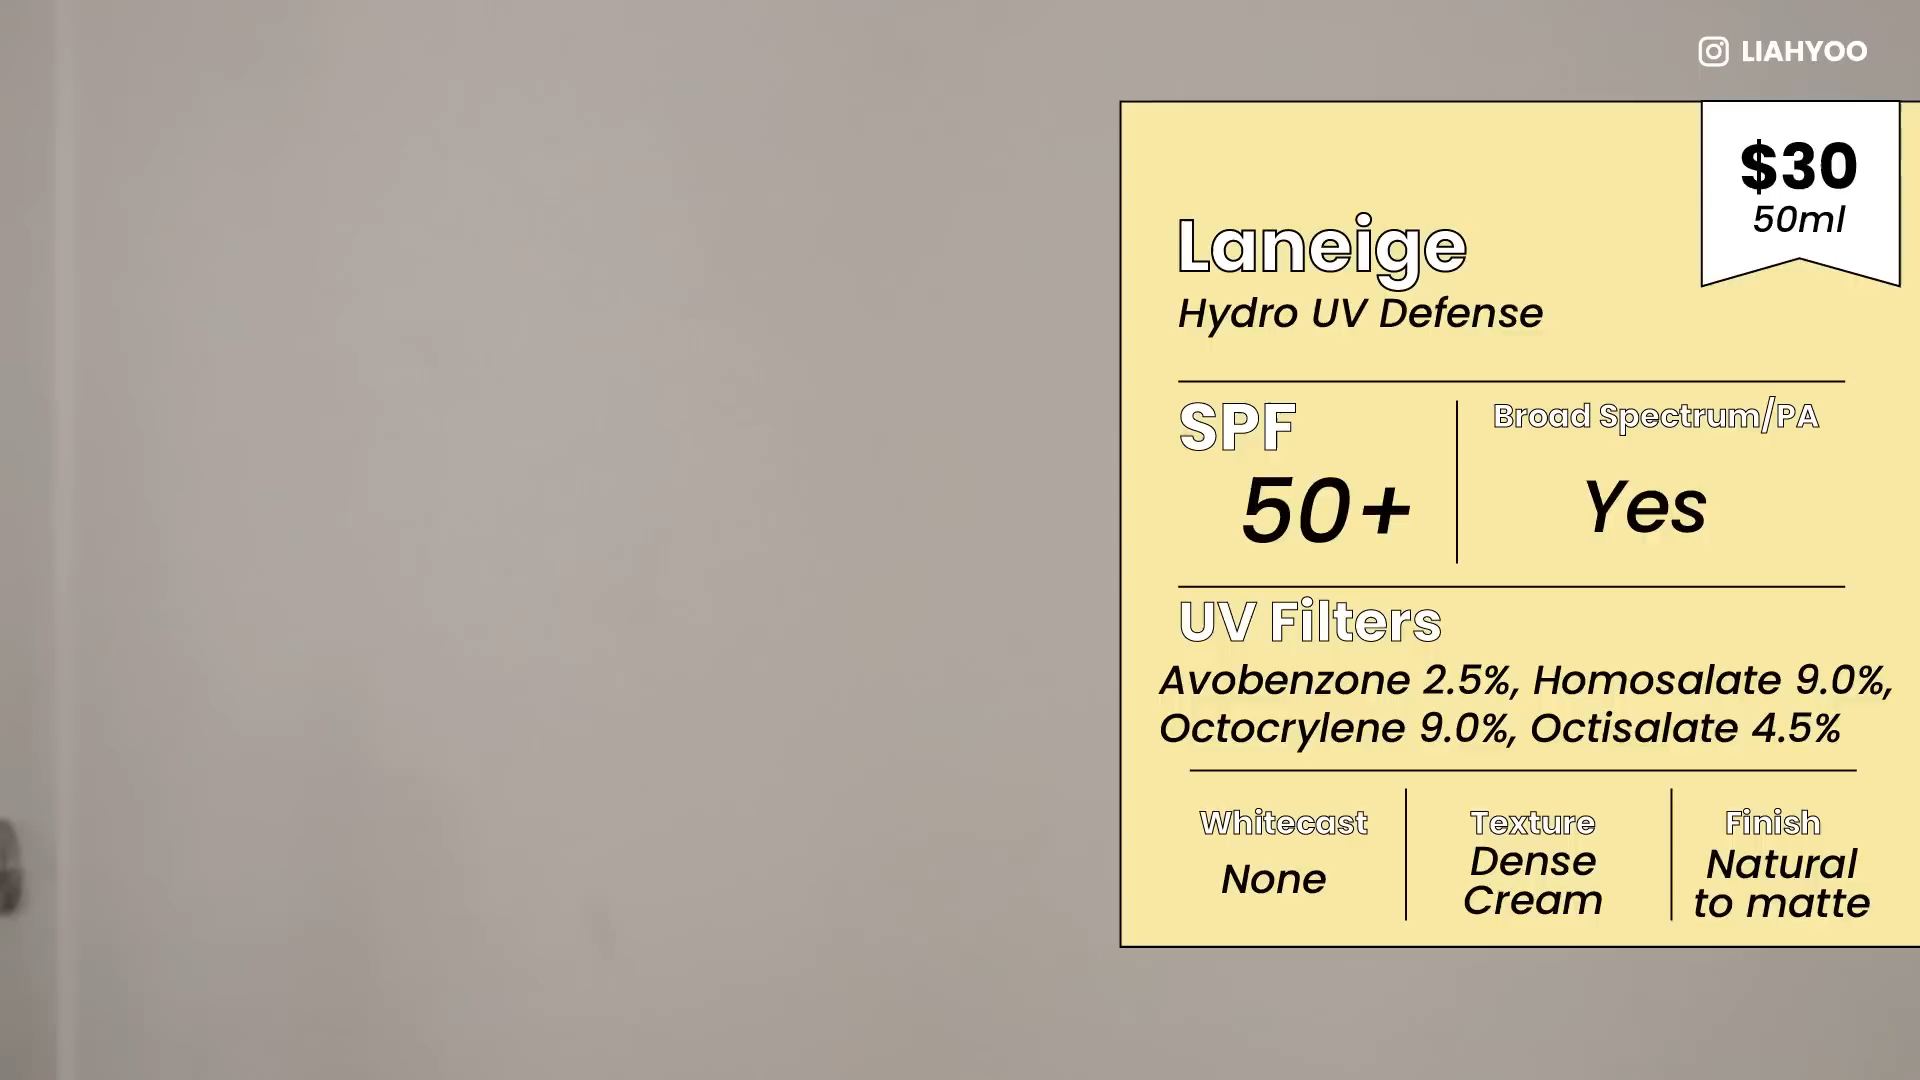 LIAHYOO
$30
50ml
Laneige
Hydro UV Defense
SPF
50+
Broad Spectrum/PA
Yes
UV Filters
Avobenzone 2.5%, Homosalate 9.0%,
Octocrylene 9.0%, Octisalate 4.5%
Whitecast
None
Texture
Dense
Cream
Finish
Natural
to matte